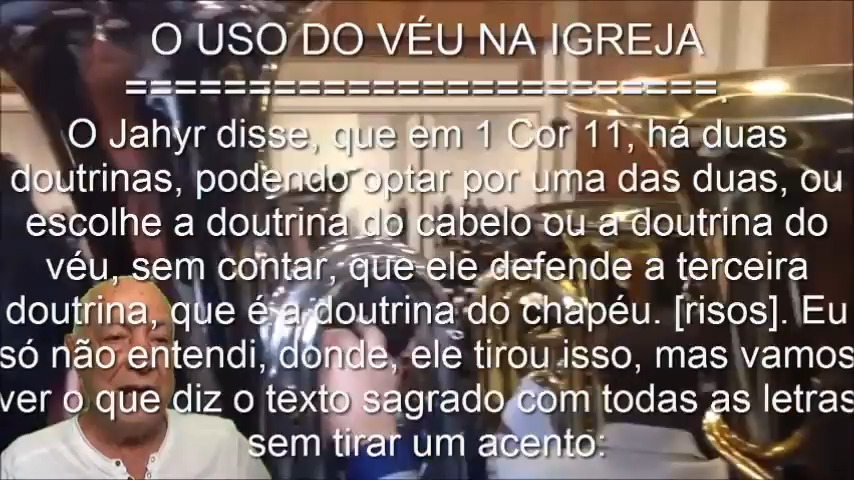 O USO DO VÉU NA IGREJA
==========================.
O Jahyr disse, que em 1 Cor 11, há duas
doutrinas, podendo optar por uma das duas, ou
escolhe a doutrina do cabelo ou a doutrina do
véu, sem contar, que ele defende a terceira
doutrina, que é a doutrina do chapéu. [risos]. Eu
só não entendi, donde, ele tirou isso, mas vamos
ver o que diz o texto sagrado com todas as letras
sem tirar um acento: